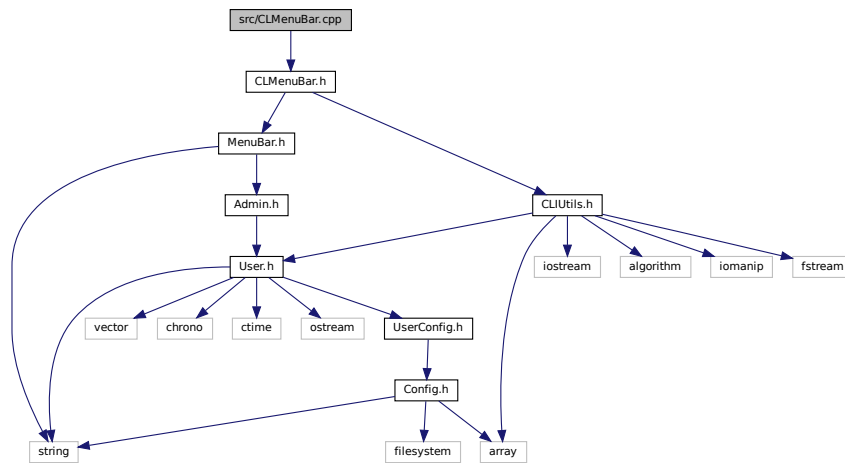 src/CLMenuBar.cpp
CLMenuBar.h
MenuBar.h
Admin.h
CLIUtils.h
User.h
iostream
algorithm
iomanip
fstream
vector
chrono
ctime
ostream
UserConfig.h
Config.h
string
filesystem
array